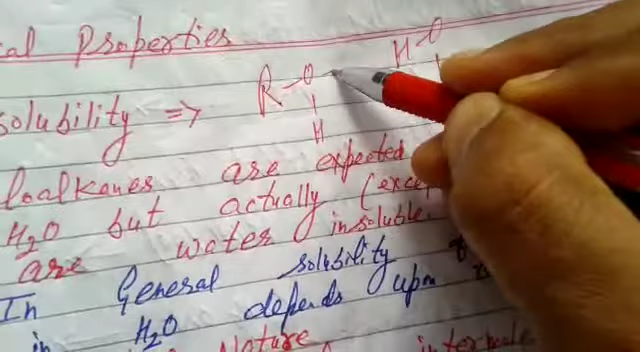 al Properties
solubility => R-O H-O
H
loalkanes are expected
H2O but actually (excep
are water insoluble.
In General solubility
in H2O depends upon
Nature